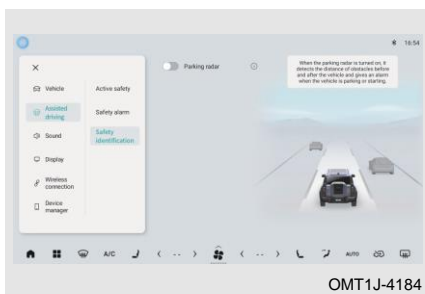 16:54
Parking radar
When the parking radar is turned on, it
detects the distance of obstacles before
and after the vehicle and gives an alarm
when the vehicle is parking or starting.
Vehicle
Active safety
Assisted
driving
Safety alarm
Sound
Safety
identification
Display
Wireless
connection
Device
manager
A/C
< -- >
< -- >
AUTO
OMT1J-4184